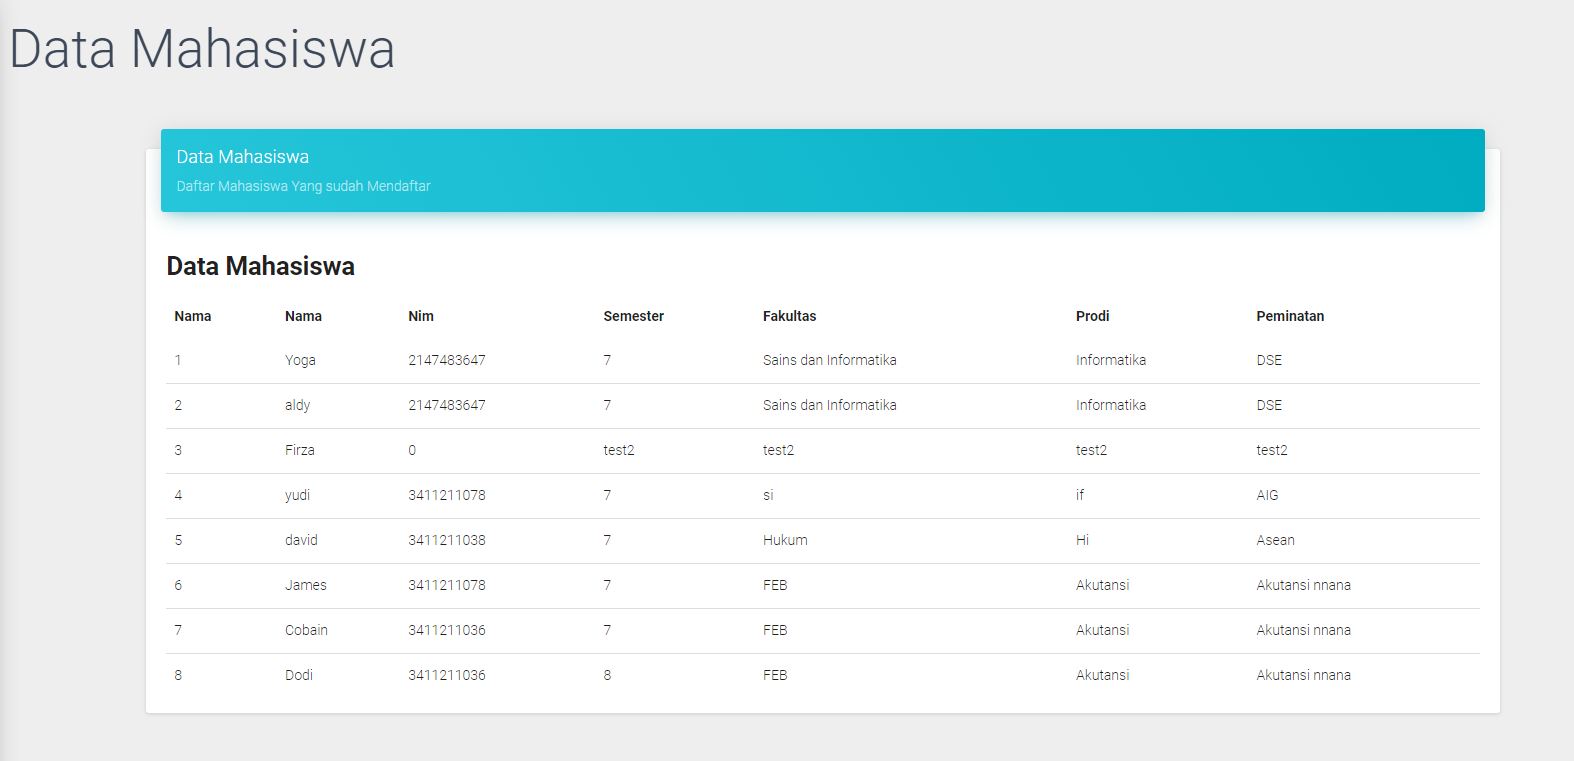 Data Mahasiswa
Data Mahasiswa
Daftar Mahasiswa Yang sudah Mendaftar
Data Mahasiswa
Nama Nama Nim Semester Fakultas Prodi Peminatan
1 Yoga 2147483647 7 Sains dan Informatika Informatika DSE
2 aldy 2147483647 7 Sains dan Informatika Informatika DSE
3 Firza 0 test2 test2 test2 test2
4 yudi 3411211078 7 si if AIG
5 david 3411211038 7 Hukum Hi Asean
6 James 3411211078 7 FEB Akutansi Akutansi nnana
7 Cobain 3411211036 7 FEB Akutansi Akutansi nnana
8 Dodi 3411211036 8 FEB Akutansi Akutansi nnana